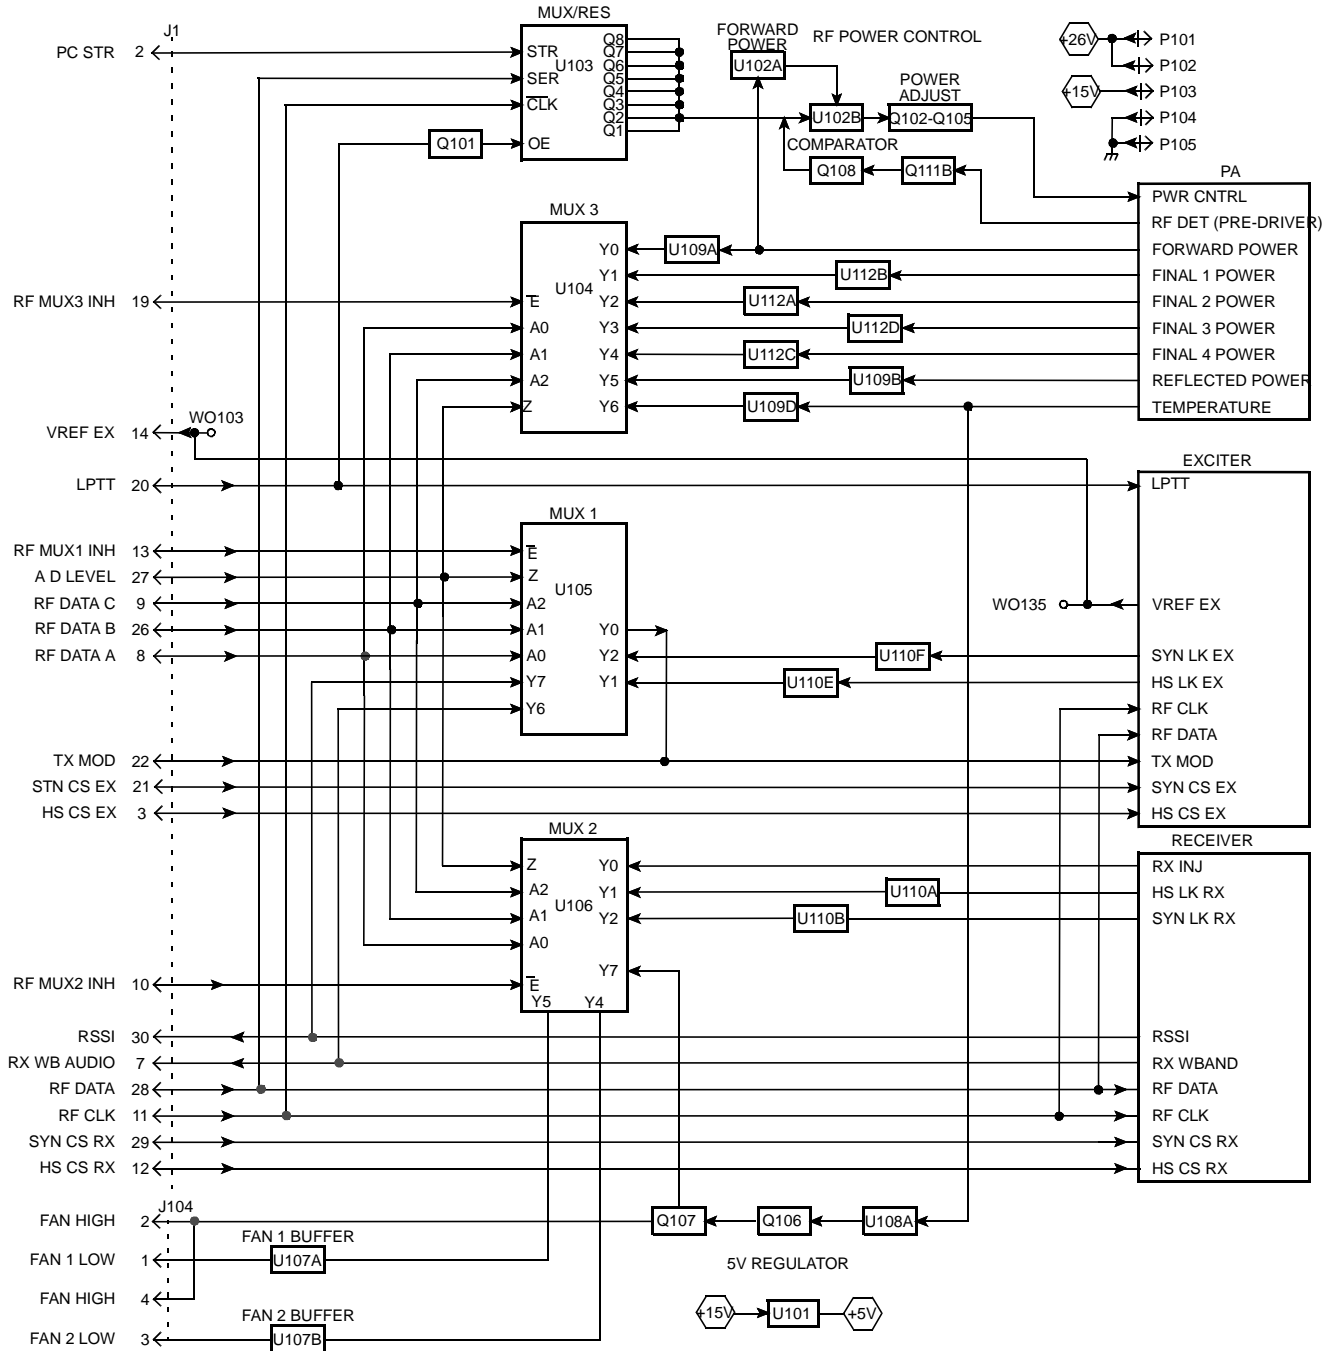 MUX/RES
J1
FORWARD
POWER
RF POWER CONTROL
+26V
P101
PC STR 2
STR
U103
Q8
Q7
Q6
Q5
Q4
Q3
Q2
Q1
SER
CLK
OE
U102A
P102
POWER
ADJUST
+15V
P103
U102B
Q102-Q105
P104
Q101
COMPARATOR
P105
Q108
Q111B
PA
PWR CNTRL
MUX 3
RF DET (PRE-DRIVER)
Y0
U109A
FORWARD POWER
Y1
U112B
FINAL 1 POWER
U104
RF MUX3 INH 19
E
Y2
U112A
FINAL 2 POWER
A0
Y3
U112D
FINAL 3 POWER
A1
Y4
U112C
FINAL 4 POWER
A2
Y5
U109B
REFLECTED POWER
Z
Y6
U109D
TEMPERATURE
WO103
VREF EX 14
EXCITER
LPTT 20
LPTT
MUX 1
RF MUX1 INH 13
E
A D LEVEL 27
Z
U105
RF DATA C 9
A2
WO135
VREF EX
RF DATA B 26
A1
Y0
RF DATA A 8
A0
Y2
U110F
SYN LK EX
Y7
Y1
U110E
HS LK EX
Y6
RF CLK
RF DATA
TX MOD 22
TX MOD
STN CS EX 21
SYN CS EX
HS CS EX 3
HS CS EX
MUX 2
RECEIVER
Z
Y0
RX INJ
A2
Y1
U110A
HS LK RX
U106
A1
Y2
U110B
SYN LK RX
A0
Y7
RF MUX2 INH 10
E
Y5
Y4
RSSI 30
RSSI
RX WB AUDIO 7
RX WBAND
RF DATA 28
RF DATA
RF CLK 11
RF CLK
SYN CS RX 29
SYN CS RX
HS CS RX 12
HS CS RX
J104
FAN HIGH 2
Q107
Q106
U108A
FAN 1 BUFFER
FAN 1 LOW 1
U107A
5V REGULATOR
FAN HIGH 4
FAN 2 BUFFER
+15V
U101
+5V
FAN 2 LOW 3
U107B